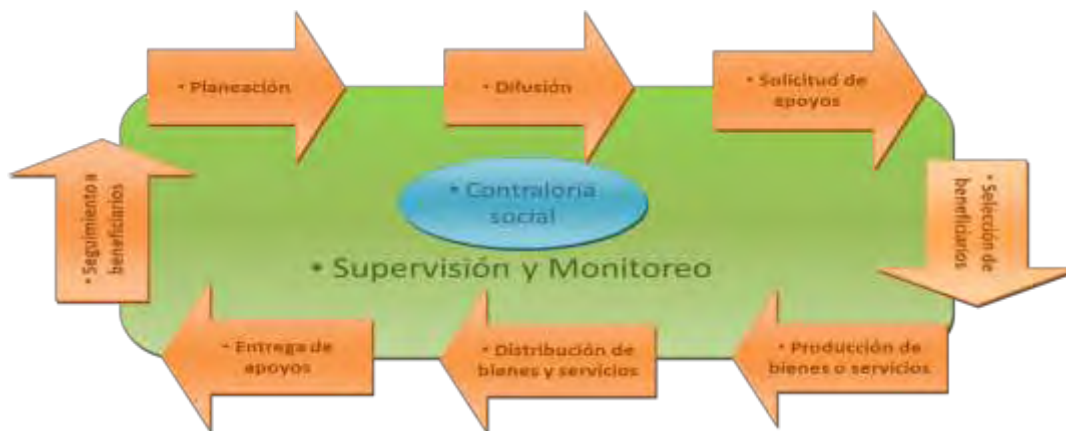 • Planeación
• Difusión
• Solicitud de
apoyos
• Selección de
beneficiarios
• Producción de
bienes o servicios
• Distribución de
bienes y servicios
• Entrega de
apoyos
• Seguimiento a
beneficiarios
• Contraloría
social
• Supervisión y Monitoreo